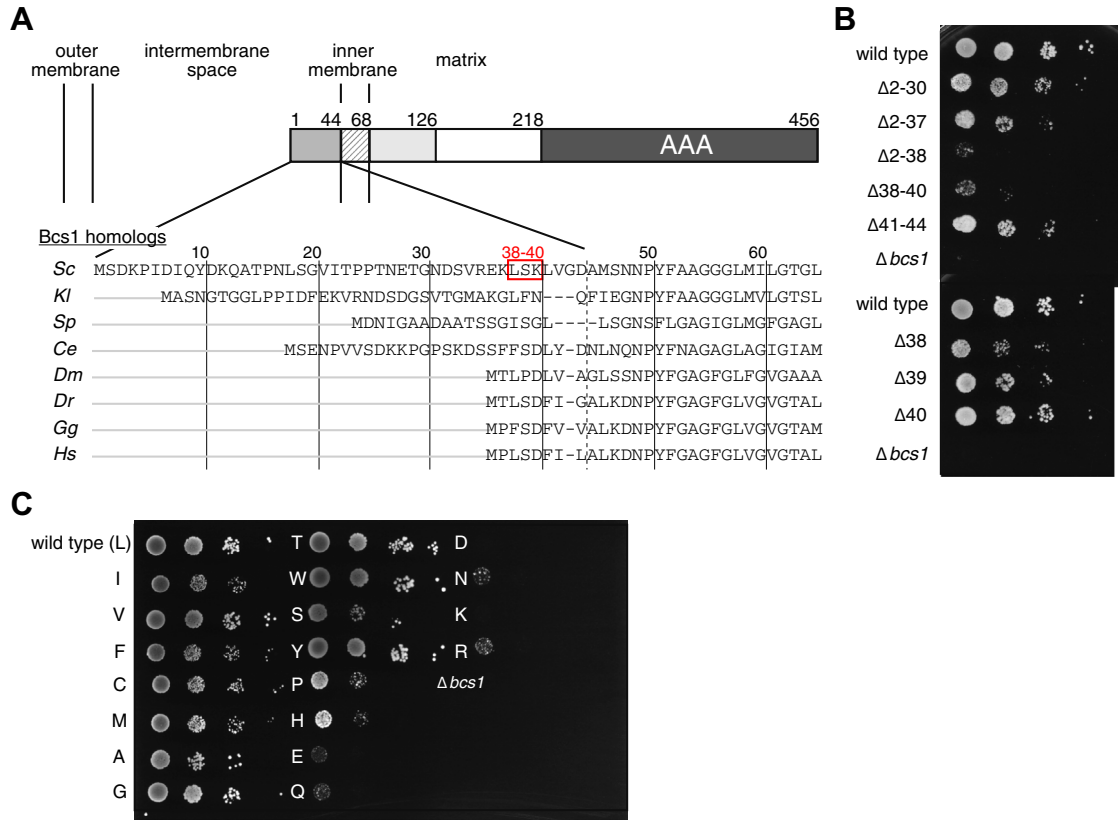 A
outer membrane
intermembrane space
inner membrane
matrix
1 44 68 126 218 456
AAA
Bcs1 homologs
38-40
10 20 30 50 60
Sc MSDKPIDIQYDKQATPNLSGVITPPTNETGNDSVREKLSKLVGDAMSNNPYFAAGGGLMILGTGL
Kl MASNGTGGLPPIDFEKVRNDSDGSVTGMAKGLFN---QFIEGNPYFAAGGGLMVLGTSL
Sp MDNIGAADAATSSGISGL----LSGNSFLGAGIGLMGFGAGL
Ce MSENPVVSDKKPGPSKDSSFFSDLY-DNLNQNPYFNAGAGLAGIGIAM
Dm MTLPDLV-AGLSSNPYFGAGFGLFGVGAAA
Dr MTLSDFI-GALKDNPYFGAGFGLVGVGTAL
Gg MPFSDFV-VALKDNPYFGAGFGLVGVGTAM
Hs MPLSDFI-LALKDNPYFGAGFGLVGVGTAL
B
wild type
Δ2-30
Δ2-37
Δ2-38
Δ38-40
Δ41-44
Δbcs1
wild type
Δ38
Δ39
Δ40
Δbcs1
C
wild type (L) T D
I W N
V S K
F Y R
C P Δbcs1
M H
A E
G Q